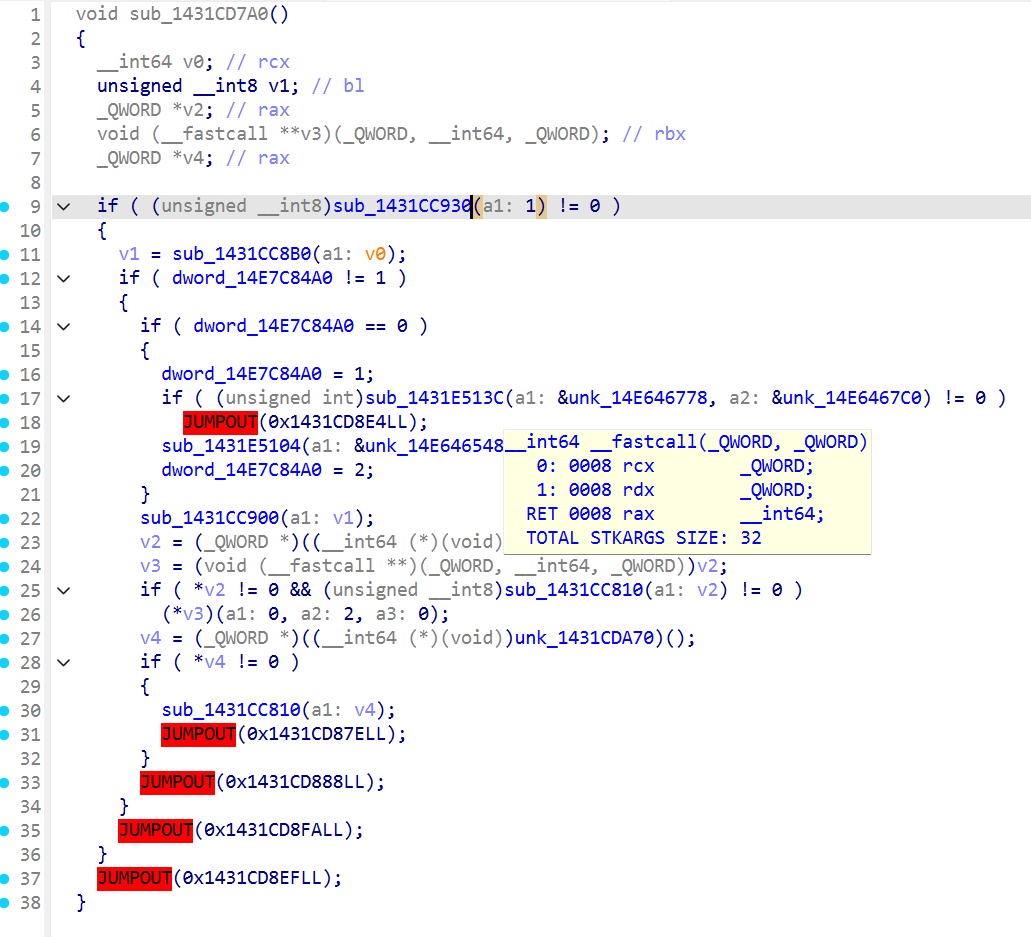 1 void sub_1431CD7A0()
2 {
3 __int64 v0; // rcx
4 unsigned __int8 v1; // bl
5 _QWORD *v2; // rax
6 void (__fastcall **v3)(_QWORD, __int64, _QWORD); // rbx
7 _QWORD *v4; // rax
8
9 if ( (unsigned __int8)sub_1431CC930(a1: 1) != 0 )
10 {
11 v1 = sub_1431CC8B0(a1: v0);
12 if ( dword_14E7C84A0 != 1 )
13 {
14 if ( dword_14E7C84A0 == 0 )
15 {
16 dword_14E7C84A0 = 1;
17 if ( (unsigned int)sub_1431E513C(a1: &unk_14E646778, a2: &unk_14E6467C0) != 0 )
18 JUMPOUT(0x1431CD8E4LL);
19 sub_1431E5104(a1: &unk_14E646548
__int64 __fastcall(_QWORD, _QWORD)
0: 0008 rcx _QWORD;
1: 0008 rdx _QWORD;
RET 0008 rax __int64;
TOTAL STKARGS SIZE: 32
20 dword_14E7C84A0 = 2;
21 }
22 sub_1431CC900(a1: v1);
23 v2 = (_QWORD *)((__int64 (*)(void)
24 v3 = (void (__fastcall **)(_QWORD, __int64, _QWORD))v2;
25 if ( *v2 != 0 && (unsigned __int8)sub_1431CC810(a1: v2) != 0 )
26 (*v3)(a1: 0, a2: 2, a3: 0);
27 v4 = (_QWORD *)((__int64 (*)(void))unk_1431CDA70)();
28 if ( *v4 != 0 )
29 {
30 sub_1431CC810(a1: v4);
31 JUMPOUT(0x1431CD87ELL);
32 }
33 JUMPOUT(0x1431CD888LL);
34 }
35 JUMPOUT(0x1431CD8FALL);
36 }
37 JUMPOUT(0x1431CD8EFLL);
38 }